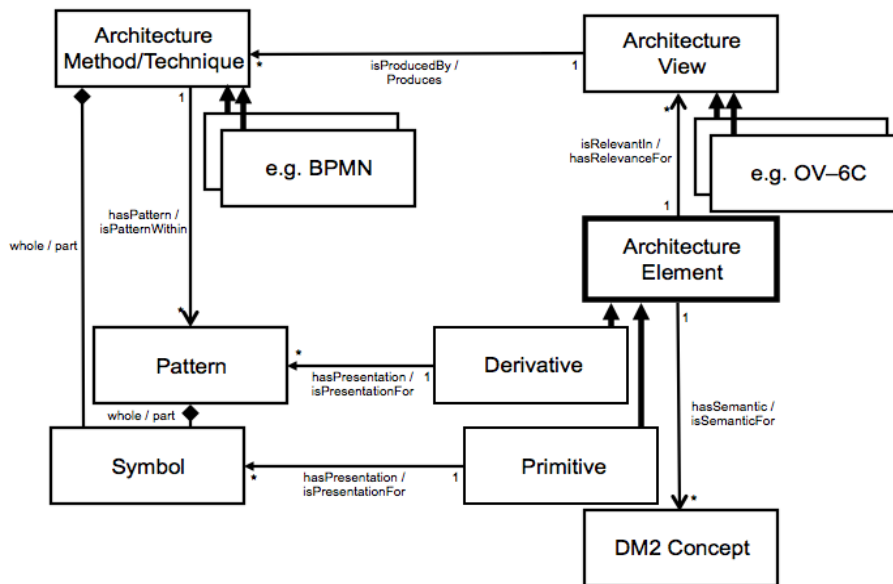 Architecture
Method/Technique
Architecture
View
*
1
isProducedBy /
Produces
1
*
e.g. BPMN
isRelevantIn /
hasRelevanceFor
e.g. OV–6C
hasPattern /
isPatternWithin
1
whole / part
Architecture
Element
*
1
Pattern
*
1
Derivative
hasPresentation /
isPresentationFor
hasSemantic /
isSemanticFor
whole / part
Symbol
*
1
Primitive
hasPresentation /
isPresentationFor
*
DM2 Concept